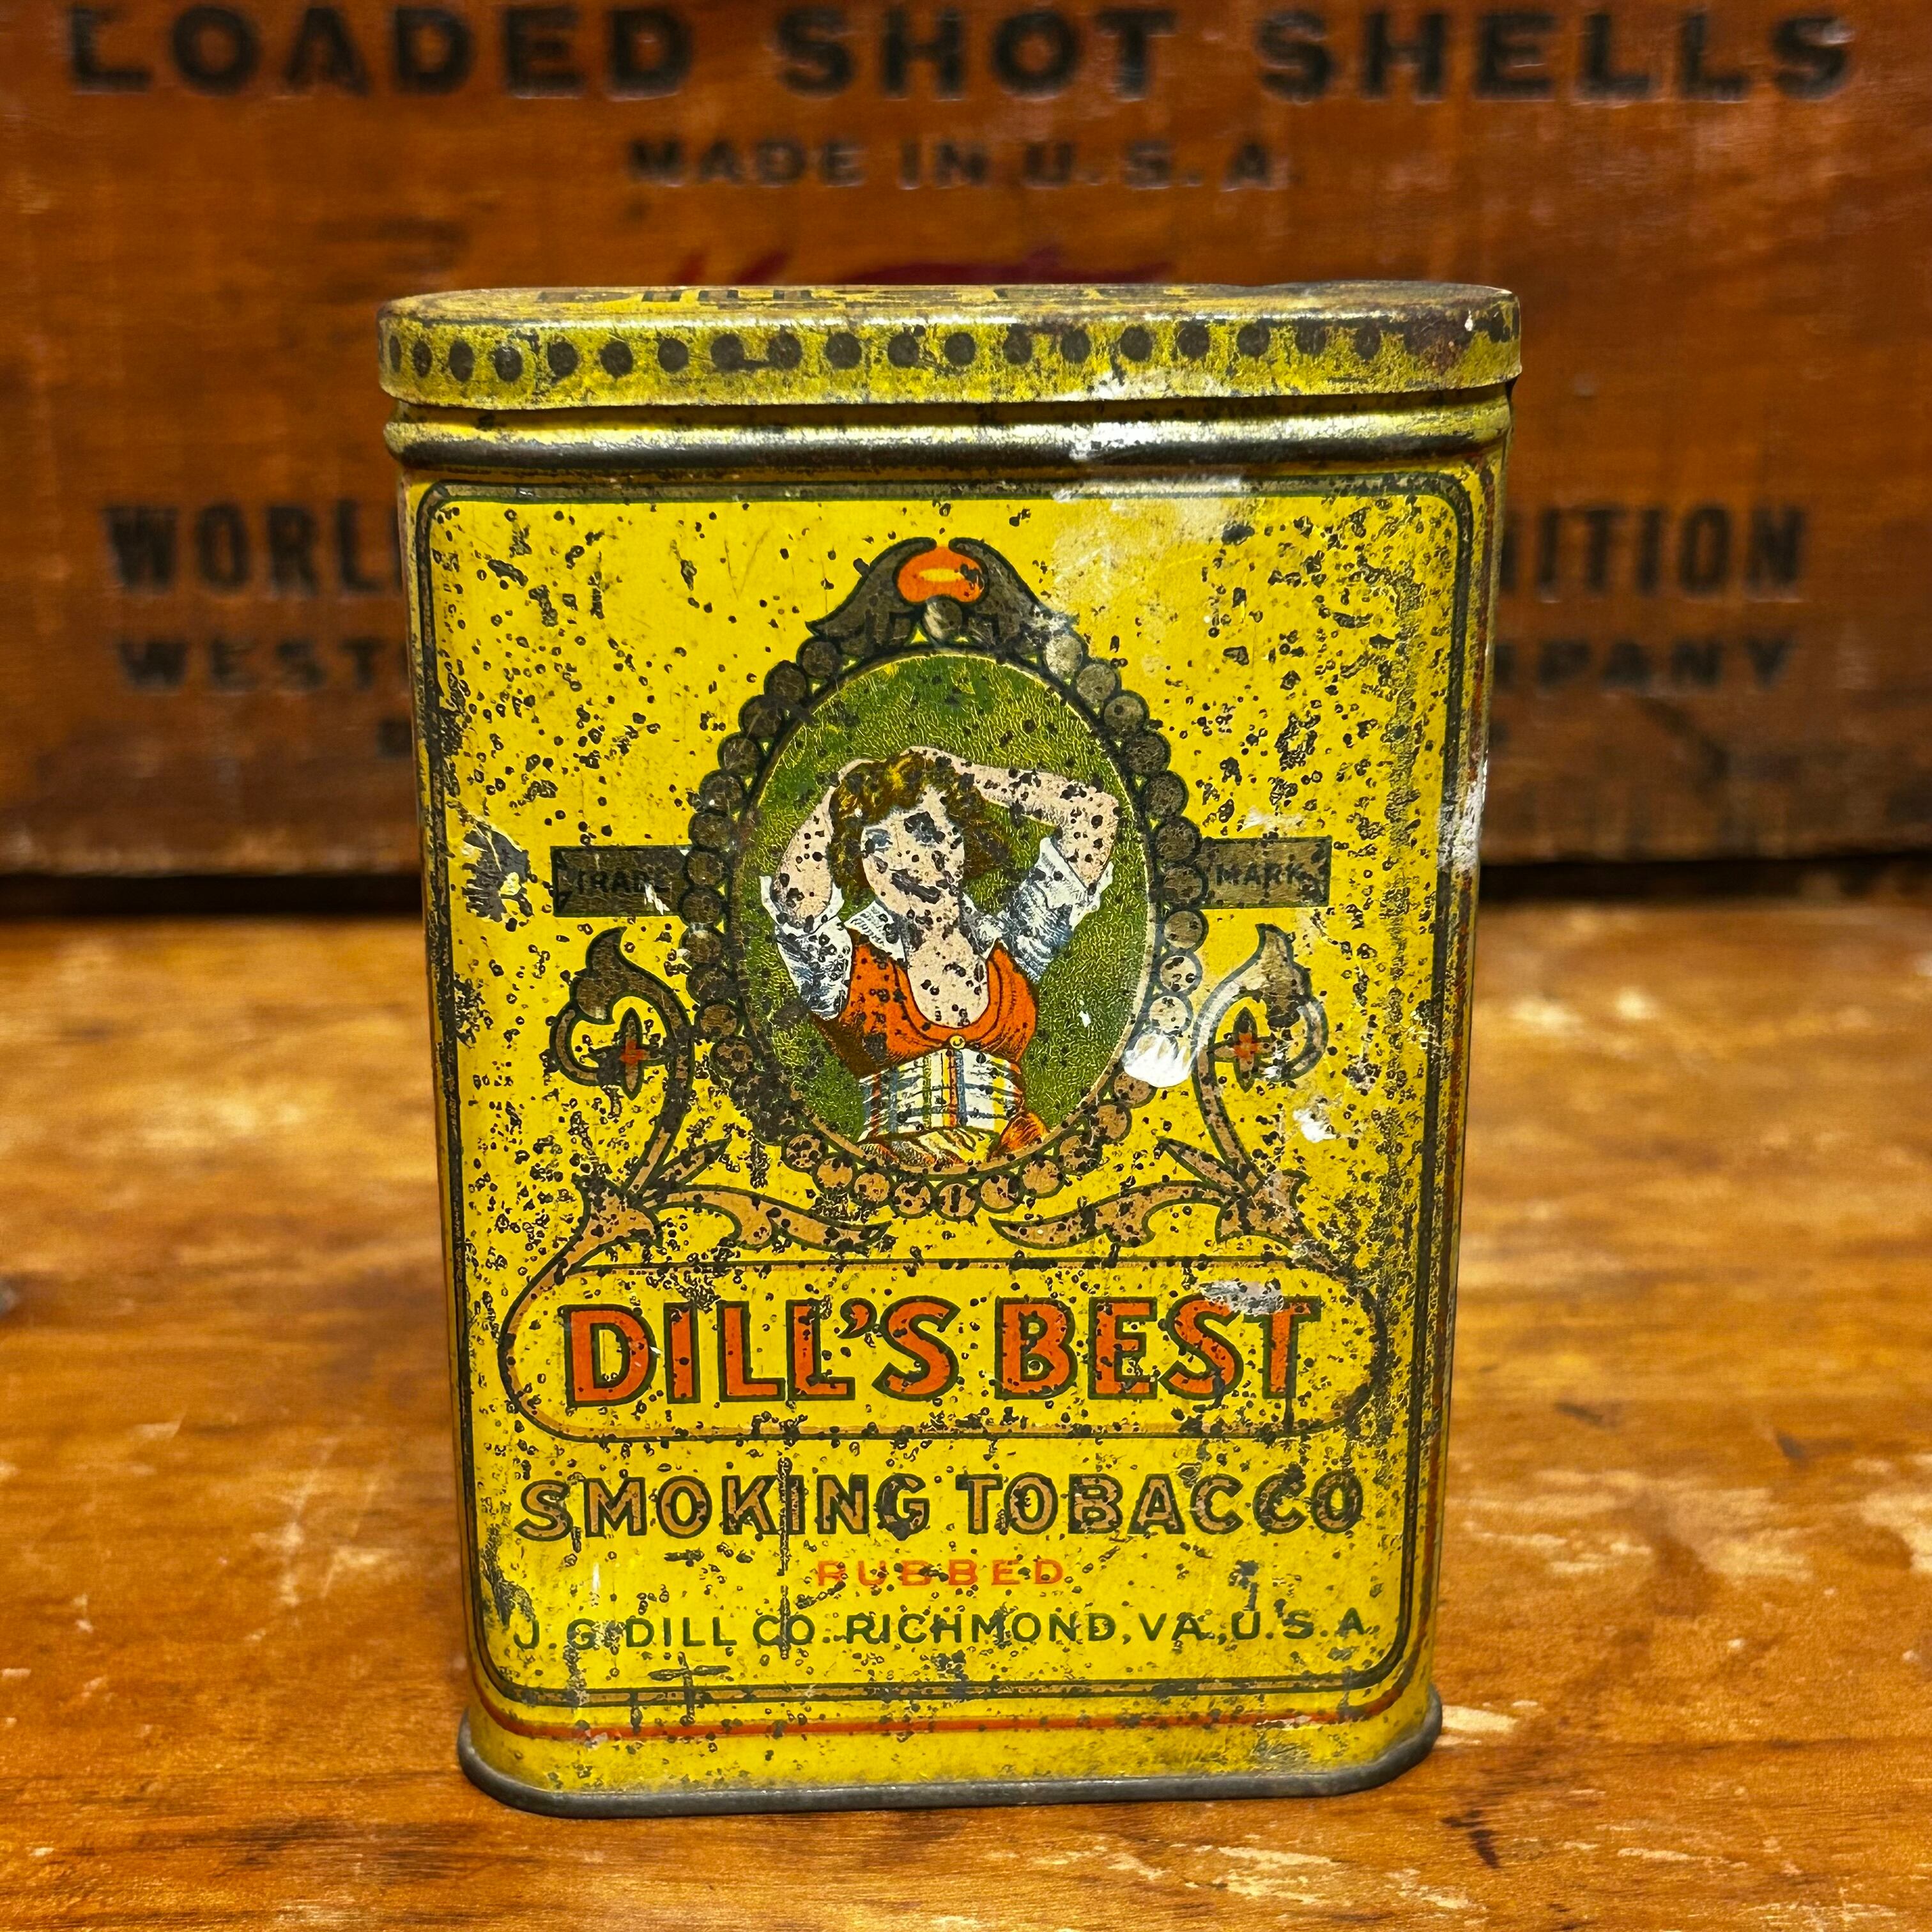 LOADED SHOT SHELLS
MADE IN U.S.A.
TRADE MARK
DILL'S BEST
SMOKING TOBACCO
RUBBED
J. G. DILL CO. RICHMOND, VA., U.S.A.